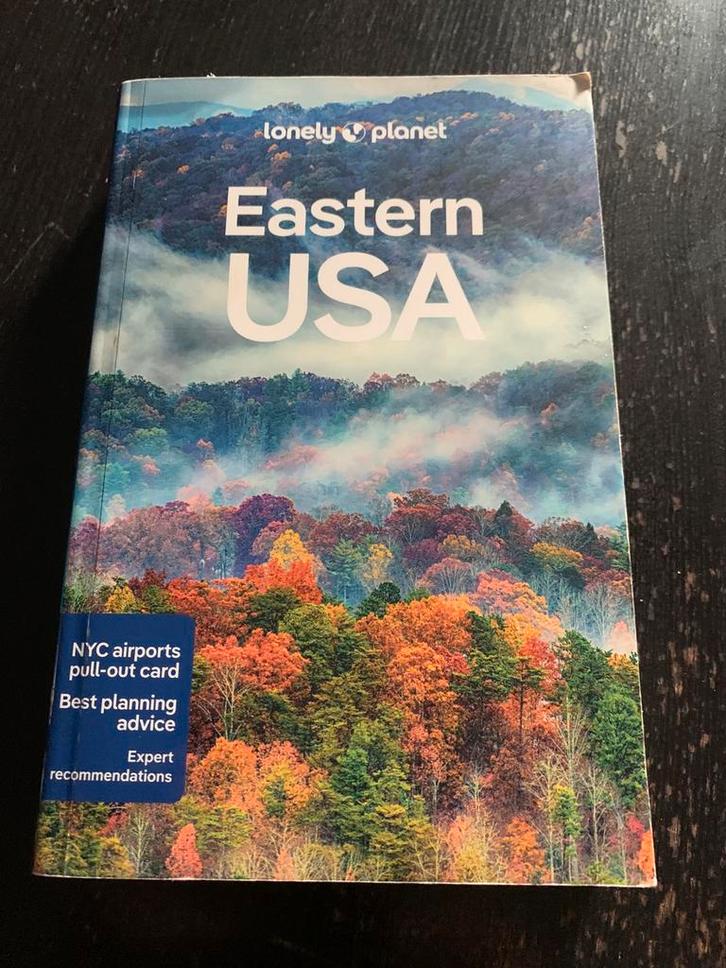 lonely planet
Eastern
USA
NYC airports
pull-out card
Best planning
advice
Expert
recommendations